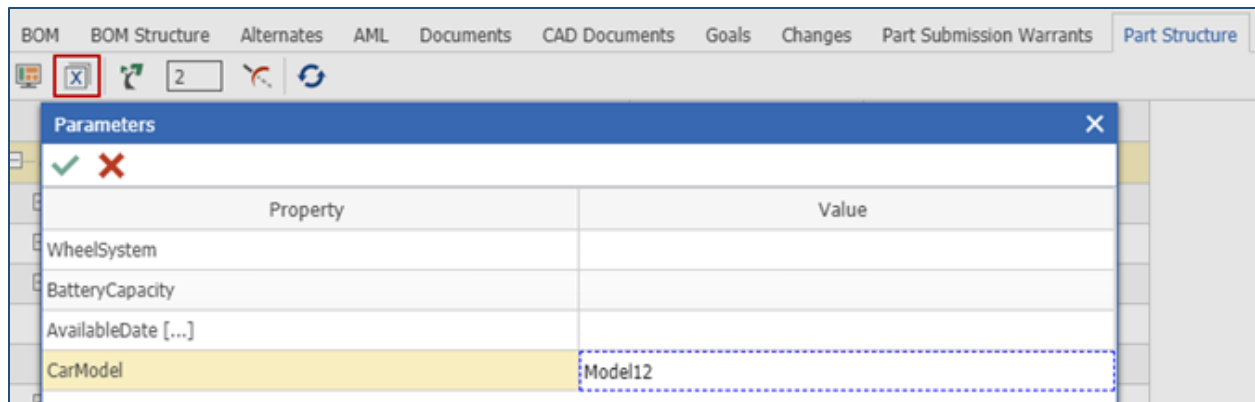 BOM BOM Structure Alternates AML Documents CAD Documents Goals Changes Part Submission Warrants Part Structure
X 2
Parameters
Property Value
WheelSystem
BatteryCapacity
AvailableDate [...]
CarModel Model12